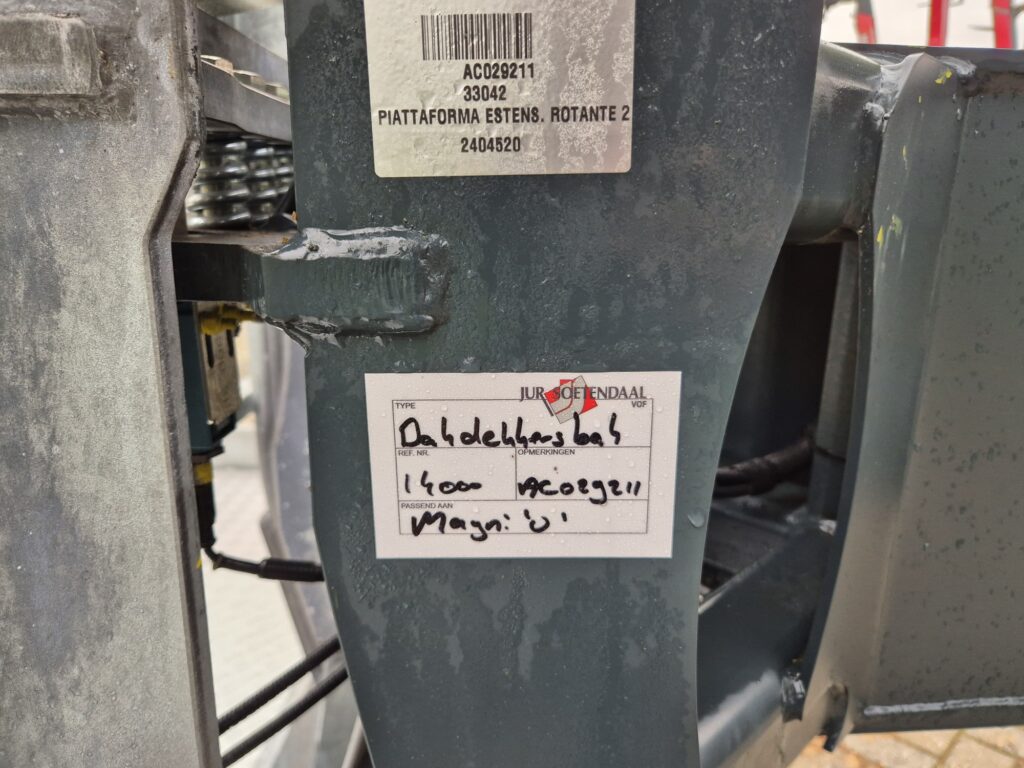 AC029211
33042
PIATTAFORMA ESTENS. ROTANTE 2
2404520
JUR SOETENDAAL
VOF
TYPE
Dakdekkersbak
REF. NR.
OPMERKINGEN
14000
AC029211
PASSEND AAN
Magni 'U'